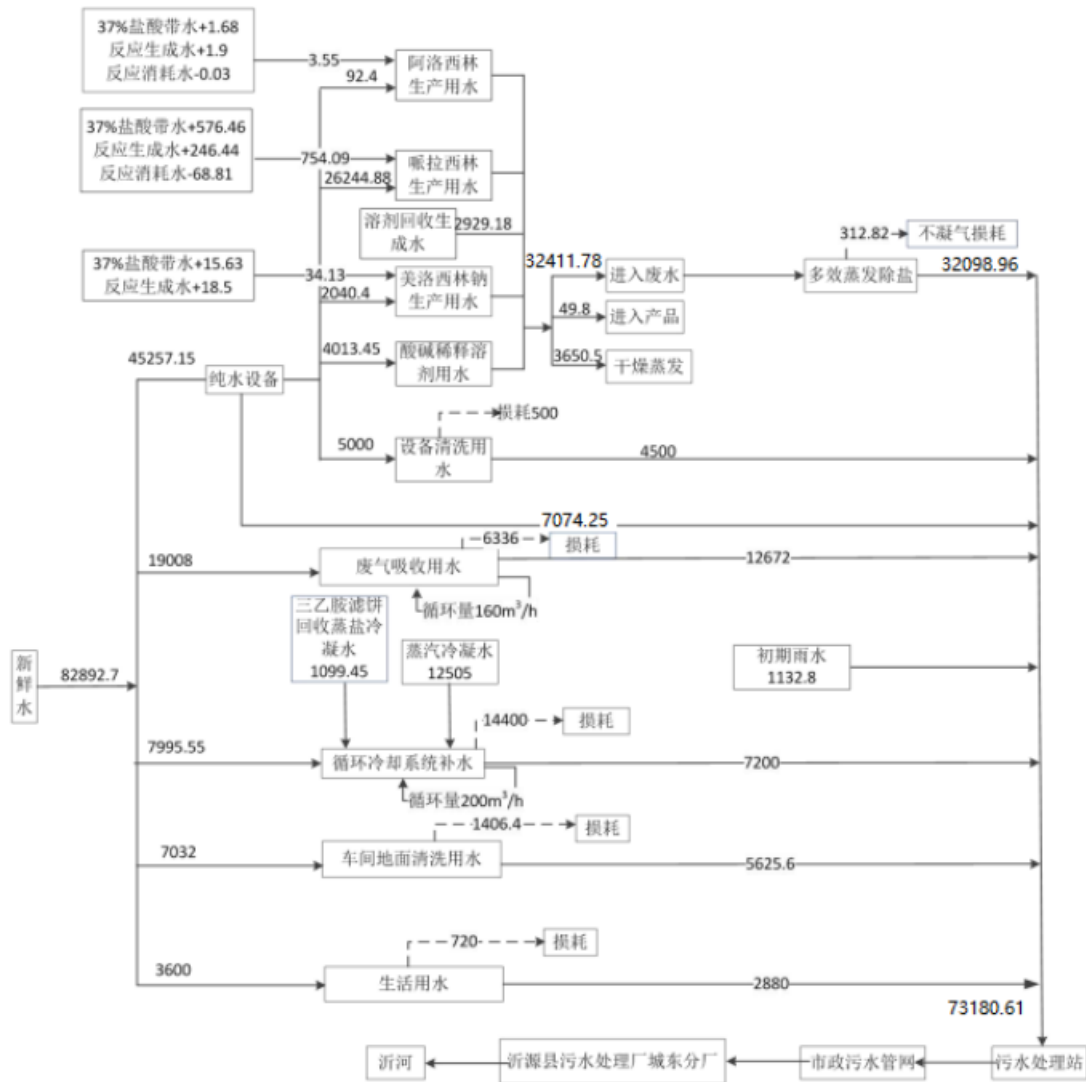 37%盐酸带水+1.68
反应生成水+1.9
反应消耗水-0.03
3.55
92.4
阿洛西林
生产用水
37%盐酸带水+576.46
反应生成水+246.44
反应消耗水-68.81
754.09
26244.88
哌拉西林
生产用水
溶剂回收生
成水
2929.18
37%盐酸带水+15.63
反应生成水+18.5
34.13
2040.4
美洛西林钠
生产用水
32411.78
进入废水
312.82
不凝气损耗
多效蒸发除盐
32098.96
49.8
进入产品
3650.5
干燥蒸发
45257.15
纯水设备
4013.45
酸碱稀释溶
剂用水
损耗500
5000
设备清洗用
水
4500
7074.25
6336
损耗
19008
废气吸收用水
12672
循环量160m³/h
三乙胺滤饼
回收蒸盐冷
凝水
1099.45
蒸汽冷凝水
12505
初期雨水
1132.8
新
鲜
水
82892.7
14400
损耗
7995.55
循环冷却系统补水
7200
循环量200m³/h
1406.4
损耗
7032
车间地面清洗用水
5625.6
720
损耗
3600
生活用水
2880
73180.61
沂河
沂源县污水处理厂城东分厂
市政污水管网
污水处理站